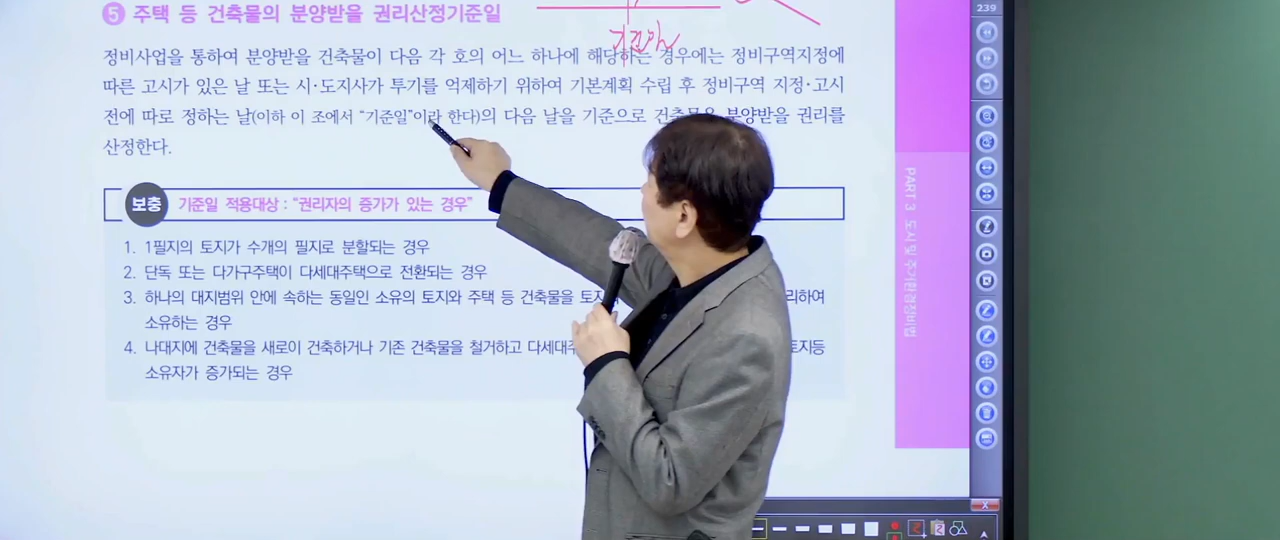 239
5 주택 등 건축물의 분양받을 권리산정기준일
기준일
정비사업을 통하여 분양받을 건축물이 다음 각 호의 어느 하나에 해당하는 경우에는 정비구역지정에
따른 고시가 있은 날 또는 시·도지사가 투기를 억제하기 위하여 기본계획 수립 후 정비구역 지정·고시
전에 따로 정하는 날(이하 이 조에서 "기준일"이라 한다)의 다음 날을 기준으로 건축물을 분양받을 권리를
산정한다.
보충 기준일 적용대상 : "권리자의 증가가 있는 경우"
1. 1필지의 토지가 수개의 필지로 분할되는 경우
2. 단독 또는 다가구주택이 다세대주택으로 전환되는 경우
3. 하나의 대지범위 안에 속하는 동일인 소유의 토지와 주택 등 건축물을 토지 리하여
소유하는 경우
4. 나대지에 건축물을 새로이 건축하거나 기존 건축물을 철거하고 다세대주 토지등
소유자가 증가되는 경우
PART 3 도시 및 주거환경정비법